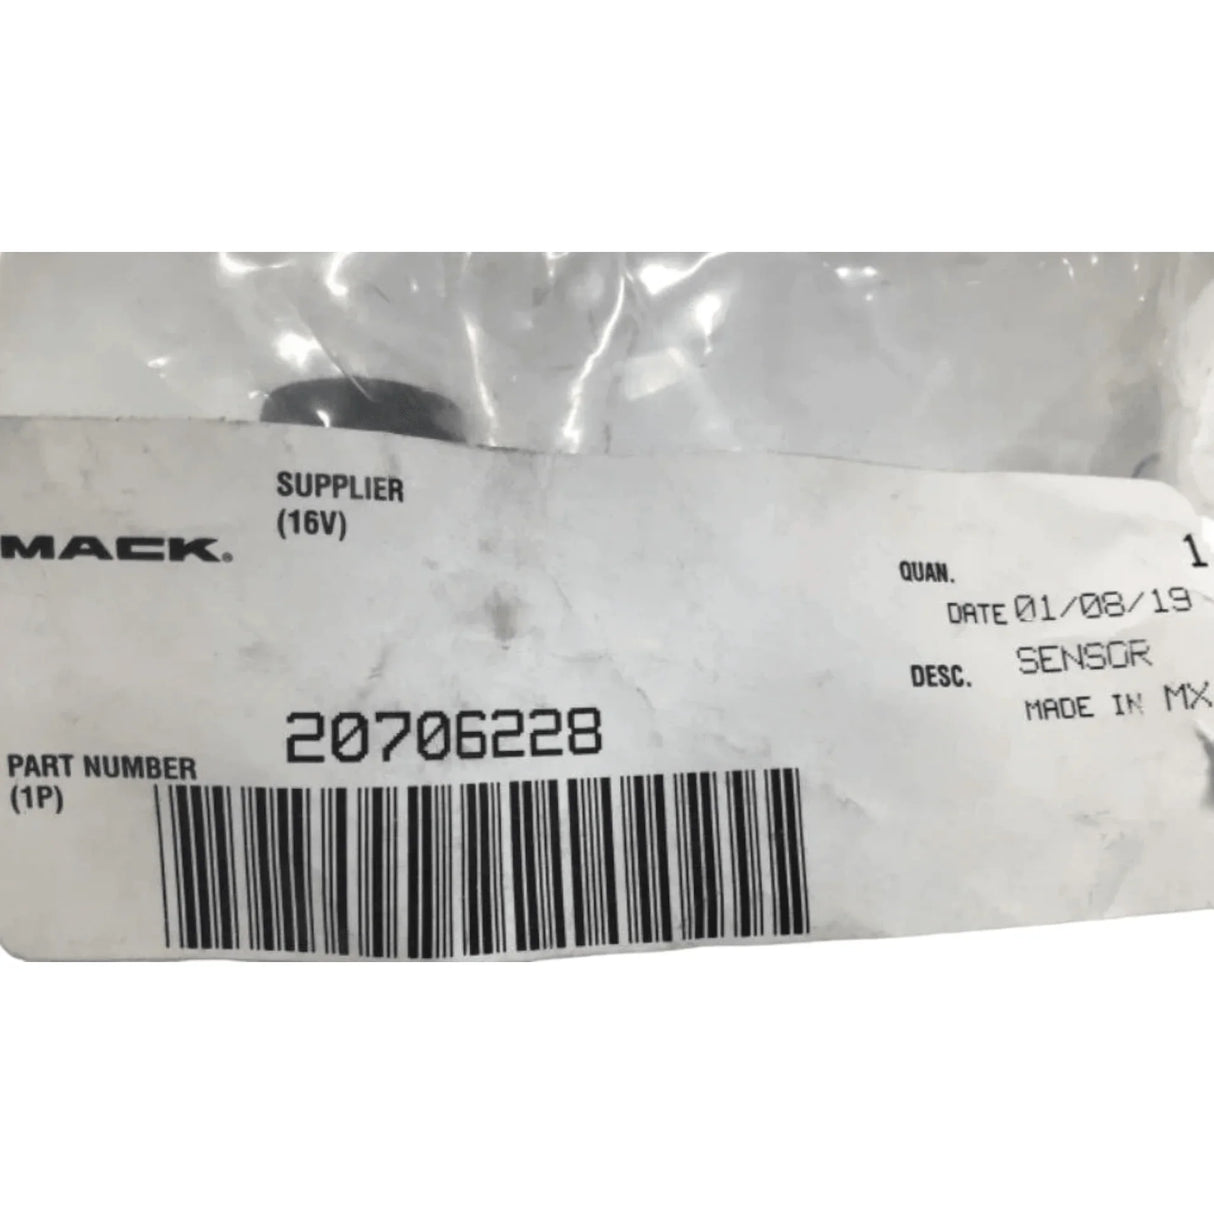 SUPPLIER
(16V)
MACK®
QUAN. 1
DATE 01/08/19
DESC. SENSOR
MADE IN MX
20706228
PART NUMBER
(1P)